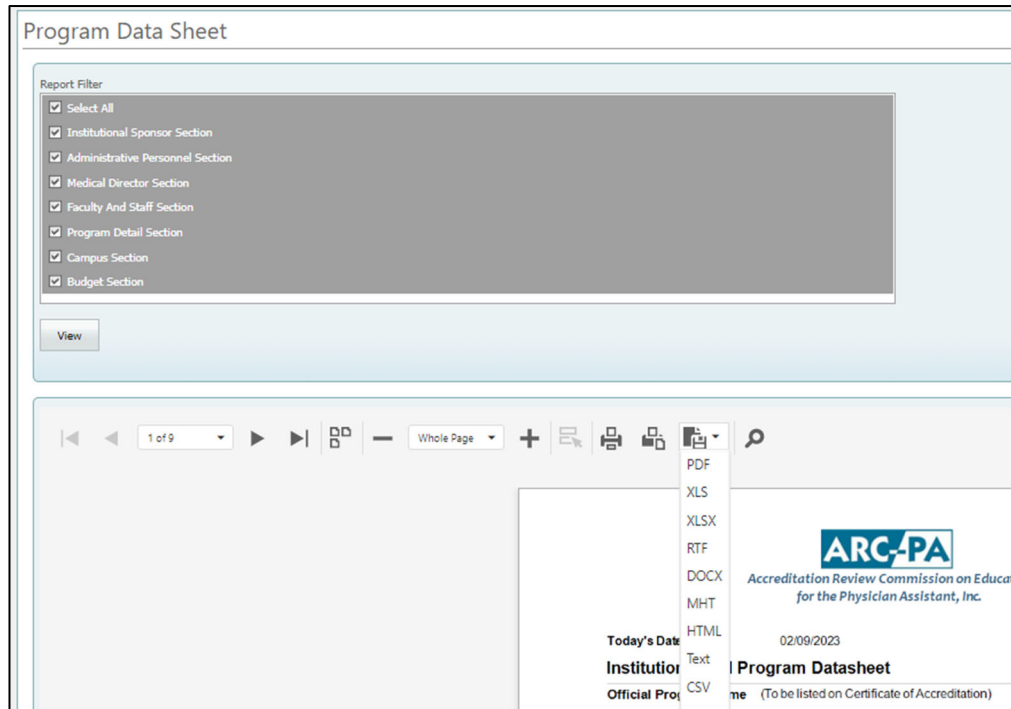 Program Data Sheet
Report Filter
Select All
Institutional Sponsor Section
Administrative Personnel Section
Medical Director Section
Faculty And Staff Section
Program Detail Section
Campus Section
Budget Section
View
1 of 9
Whole Page
PDF
XLS
XLSX
RTF
DOCX
MHT
HTML
Text
CSV
ARC-PA
Accreditation Review Commission on Educat
for the Physician Assistant, Inc.
Today's Date 02/09/2023
Institution Program Datasheet
Official Prog me (To be listed on Certificate of Accreditation)